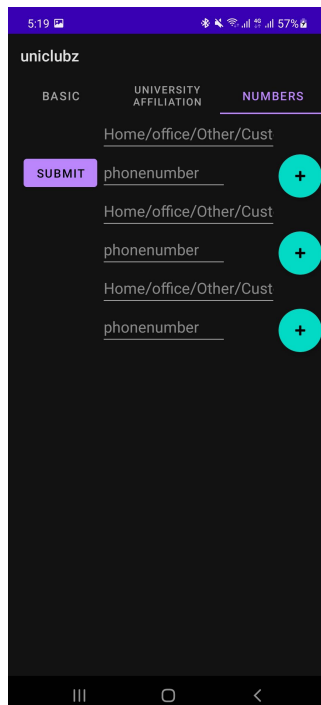 5:19 57%
uniclubz
BASIC UNIVERSITY AFFILIATION NUMBERS
Home/office/Other/Cust
SUBMIT phonenumber +
Home/office/Other/Cust
phonenumber +
Home/office/Other/Cust
phonenumber +